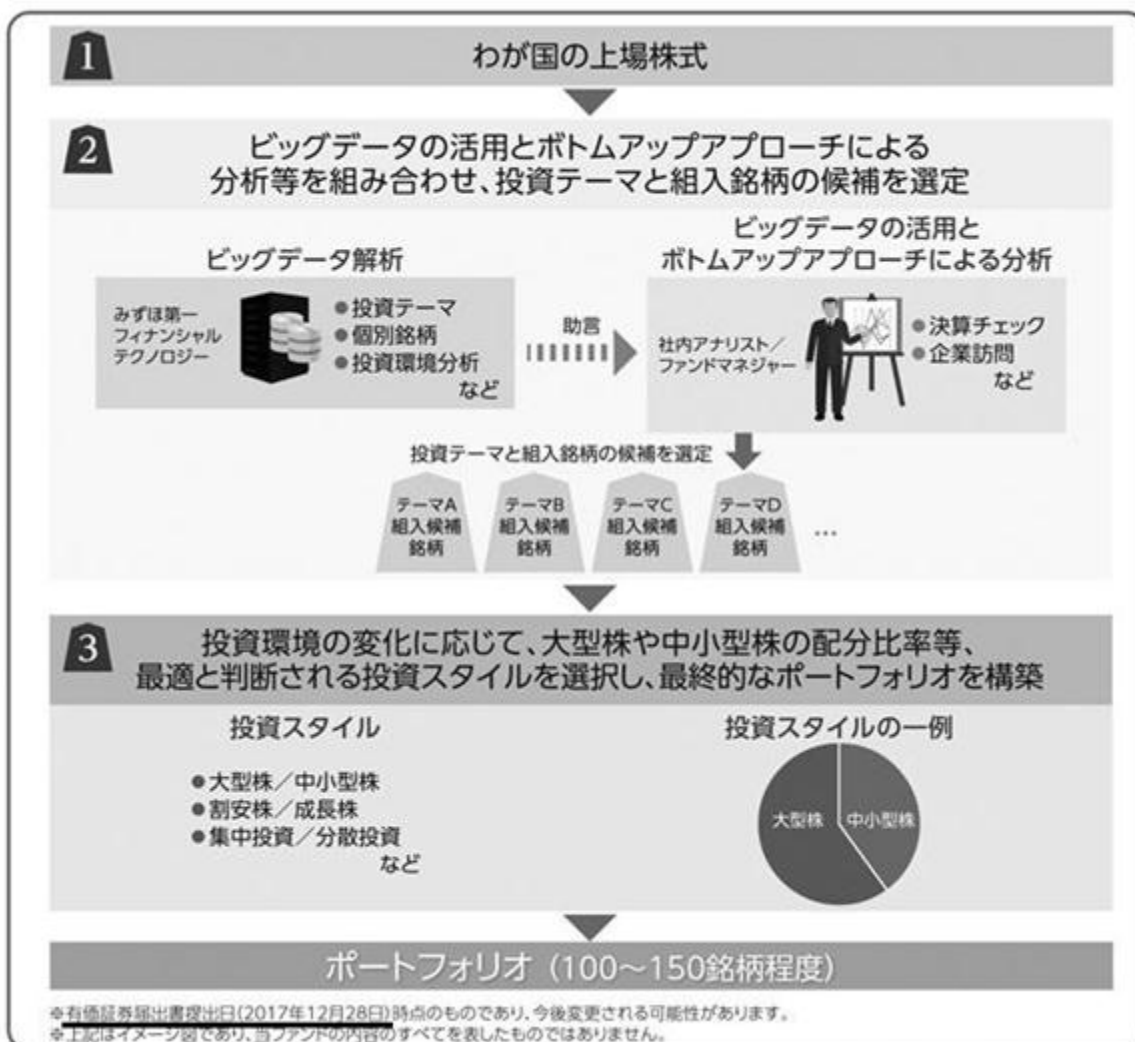 1
わが国の上場株式
2
ビッグデータの活用とボトムアップアプローチによる
分析等を組み合わせ、投資テーマと組入銘柄の候補を選定
ビッグデータ解析
みずほ第一
フィナンシャル
テクノロジー
●投資テーマ
●個別銘柄
●投資環境分析
など
助言
ビッグデータの活用と
ボトムアップアプローチによる分析
社内アナリスト／
ファンドマネジャー
●決算チェック
●企業訪問
など
投資テーマと組入銘柄の候補を選定
テーマA
組入候補
銘柄
テーマB
組入候補
銘柄
テーマC
組入候補
銘柄
テーマD
組入候補
銘柄
…
3
投資環境の変化に応じて、大型株や中小型株の配分比率等、
最適と判断される投資スタイルを選択し、最終的なポートフォリオを構築
投資スタイル
●大型株／中小型株
●割安株／成長株
●集中投資／分散投資
など
投資スタイルの一例
大型株
中小型株
ポートフォリオ（100～150銘柄程度）
※有価証券届出書提出日(2017年12月28日)時点のものであり、今後変更される可能性があります。
※上記はイメージ図であり、当ファンドの内容のすべてを表したものではありません。